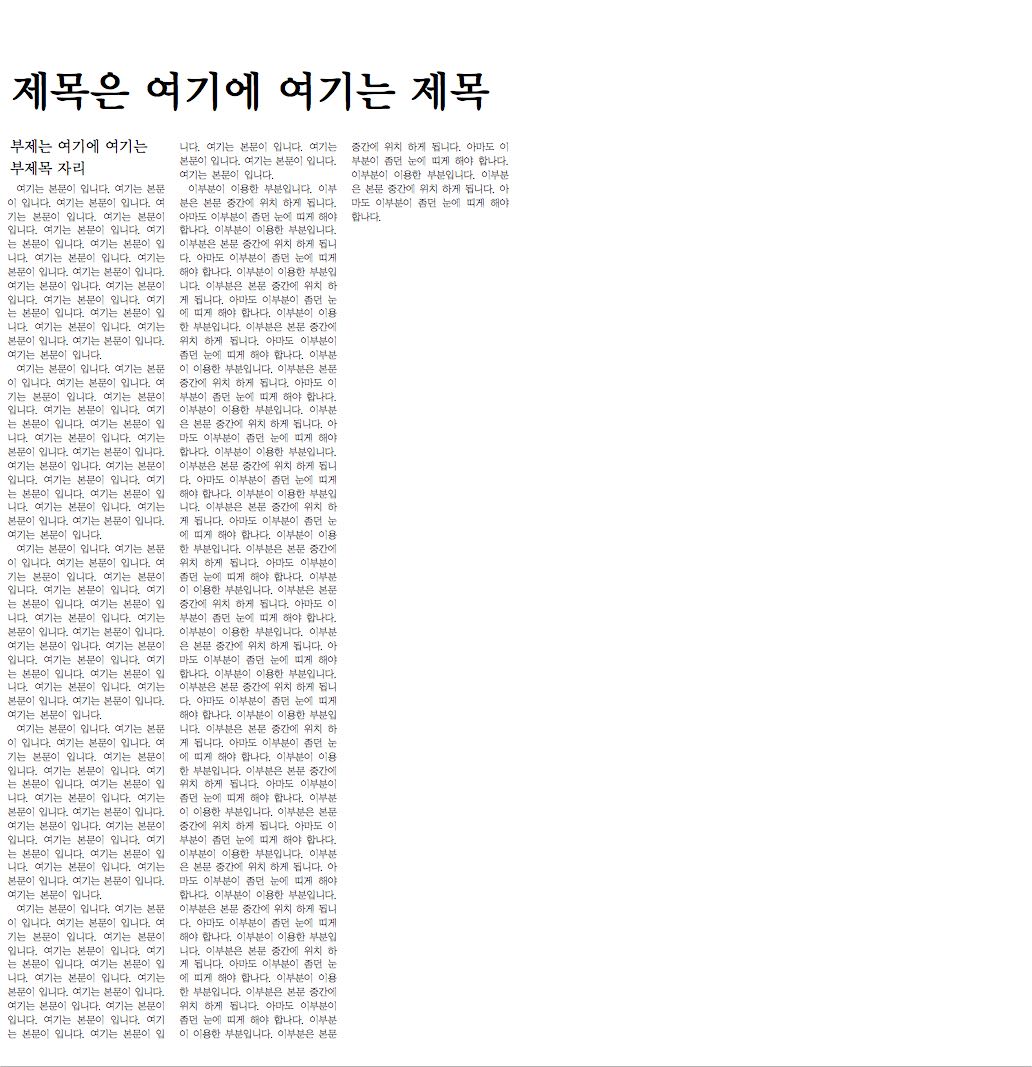 제목은 여기에 여기는 제목
부제는 여기에 여기는
부제목 자리
여기는 본문이 입니다. 여기는 본문
이 입니다. 여기는 본문이 입니다. 여
기는 본문이 입니다. 여기는 본문이
입니다. 여기는 본문이 입니다. 여기
는 본문이 입니다. 여기는 본문이 입
니다. 여기는 본문이 입니다. 여기는
본문이 입니다. 여기는 본문이 입니다.
여기는 본문이 입니다. 여기는 본문이
입니다. 여기는 본문이 입니다. 여기
는 본문이 입니다. 여기는 본문이 입
니다. 여기는 본문이 입니다. 여기는
본문이 입니다. 여기는 본문이 입니다.
여기는 본문이 입니다.
여기는 본문이 입니다. 여기는 본문
이 입니다. 여기는 본문이 입니다. 여
기는 본문이 입니다. 여기는 본문이
입니다. 여기는 본문이 입니다. 여기
는 본문이 입니다. 여기는 본문이 입
니다. 여기는 본문이 입니다. 여기는
본문이 입니다. 여기는 본문이 입니다.
여기는 본문이 입니다. 여기는 본문이
입니다. 여기는 본문이 입니다. 여기
는 본문이 입니다. 여기는 본문이 입
니다. 여기는 본문이 입니다. 여기는
본문이 입니다. 여기는 본문이 입니다.
여기는 본문이 입니다.
여기는 본문이 입니다. 여기는 본문
이 입니다. 여기는 본문이 입니다. 여
기는 본문이 입니다. 여기는 본문이
입니다. 여기는 본문이 입니다. 여기
는 본문이 입니다. 여기는 본문이 입
니다. 여기는 본문이 입니다. 여기는
본문이 입니다. 여기는 본문이 입니다.
여기는 본문이 입니다. 여기는 본문이
입니다. 여기는 본문이 입니다. 여기
는 본문이 입니다. 여기는 본문이 입
니다. 여기는 본문이 입니다. 여기는
본문이 입니다. 여기는 본문이 입니다.
여기는 본문이 입니다.
여기는 본문이 입니다. 여기는 본문
이 입니다. 여기는 본문이 입니다. 여
기는 본문이 입니다. 여기는 본문이
입니다. 여기는 본문이 입니다. 여기
는 본문이 입니다. 여기는 본문이 입
니다. 여기는 본문이 입니다. 여기는
본문이 입니다. 여기는 본문이 입니다.
여기는 본문이 입니다. 여기는 본문이
입니다. 여기는 본문이 입니다. 여기
는 본문이 입니다. 여기는 본문이 입
니다. 여기는 본문이 입니다. 여기는
본문이 입니다. 여기는 본문이 입니다.
여기는 본문이 입니다.
여기는 본문이 입니다. 여기는 본문
이 입니다. 여기는 본문이 입니다. 여
기는 본문이 입니다. 여기는 본문이
입니다. 여기는 본문이 입니다. 여기
는 본문이 입니다. 여기는 본문이 입
니다. 여기는 본문이 입니다. 여기는
본문이 입니다. 여기는 본문이 입니다.
여기는 본문이 입니다. 여기는 본문이
입니다. 여기는 본문이 입니다. 여기
는 본문이 입니다. 여기는 본문이 입
니다. 여기는 본문이 입니다. 여기는
본문이 입니다. 여기는 본문이 입니다.
여기는 본문이 입니다.
이부분이 이용한 부분입니다. 이부
분은 본문 중간에 위치 하게 됩니다.
아마도 이부분이 좀던 눈에 띠게 해야
합나다. 이부분이 이용한 부분입니다.
이부분은 본문 중간에 위치 하게 됩니
다. 아마도 이부분이 좀던 눈에 띠게
해야 합나다. 이부분이 이용한 부분입
니다. 이부분은 본문 중간에 위치 하
게 됩니다. 아마도 이부분이 좀던 눈
에 띠게 해야 합나다. 이부분이 이용
한 부분입니다. 이부분은 본문 중간에
위치 하게 됩니다. 아마도 이부분이
좀던 눈에 띠게 해야 합나다. 이부분
이 이용한 부분입니다. 이부분은 본문
중간에 위치 하게 됩니다. 아마도 이
부분이 좀던 눈에 띠게 해야 합나다.
이부분이 이용한 부분입니다. 이부분
은 본문 중간에 위치 하게 됩니다. 아
마도 이부분이 좀던 눈에 띠게 해야
합나다. 이부분이 이용한 부분입니다.
이부분은 본문 중간에 위치 하게 됩니
다. 아마도 이부분이 좀던 눈에 띠게
해야 합나다. 이부분이 이용한 부분입
니다. 이부분은 본문 중간에 위치 하
게 됩니다. 아마도 이부분이 좀던 눈
에 띠게 해야 합나다. 이부분이 이용
한 부분입니다. 이부분은 본문 중간에
위치 하게 됩니다. 아마도 이부분이
좀던 눈에 띠게 해야 합나다. 이부분
이 이용한 부분입니다. 이부분은 본문
중간에 위치 하게 됩니다. 아마도 이
부분이 좀던 눈에 띠게 해야 합나다.
이부분이 이용한 부분입니다. 이부분
은 본문 중간에 위치 하게 됩니다. 아
마도 이부분이 좀던 눈에 띠게 해야
합나다. 이부분이 이용한 부분입니다.
이부분은 본문 중간에 위치 하게 됩니
다. 아마도 이부분이 좀던 눈에 띠게
해야 합나다. 이부분이 이용한 부분입
니다. 이부분은 본문 중간에 위치 하
게 됩니다. 아마도 이부분이 좀던 눈
에 띠게 해야 합나다. 이부분이 이용
한 부분입니다. 이부분은 본문 중간에
위치 하게 됩니다. 아마도 이부분이
좀던 눈에 띠게 해야 합나다. 이부분
이 이용한 부분입니다. 이부분은 본문
중간에 위치 하게 됩니다. 아마도 이
부분이 좀던 눈에 띠게 해야 합나다.
이부분이 이용한 부분입니다. 이부분
은 본문 중간에 위치 하게 됩니다. 아
마도 이부분이 좀던 눈에 띠게 해야
합나다. 이부분이 이용한 부분입니다.
이부분은 본문 중간에 위치 하게 됩니
다. 아마도 이부분이 좀던 눈에 띠게
해야 합나다. 이부분이 이용한 부분입
니다. 이부분은 본문 중간에 위치 하
게 됩니다. 아마도 이부분이 좀던 눈
에 띠게 해야 합나다. 이부분이 이용
한 부분입니다. 이부분은 본문 중간에
위치 하게 됩니다. 아마도 이부분이
좀던 눈에 띠게 해야 합나다. 이부분
이 이용한 부분입니다. 이부분은 본문
중간에 위치 하게 됩니다. 아마도 이
부분이 좀던 눈에 띠게 해야 합나다.
이부분이 이용한 부분입니다. 이부분
은 본문 중간에 위치 하게 됩니다. 아
마도 이부분이 좀던 눈에 띠게 해야
합나다.